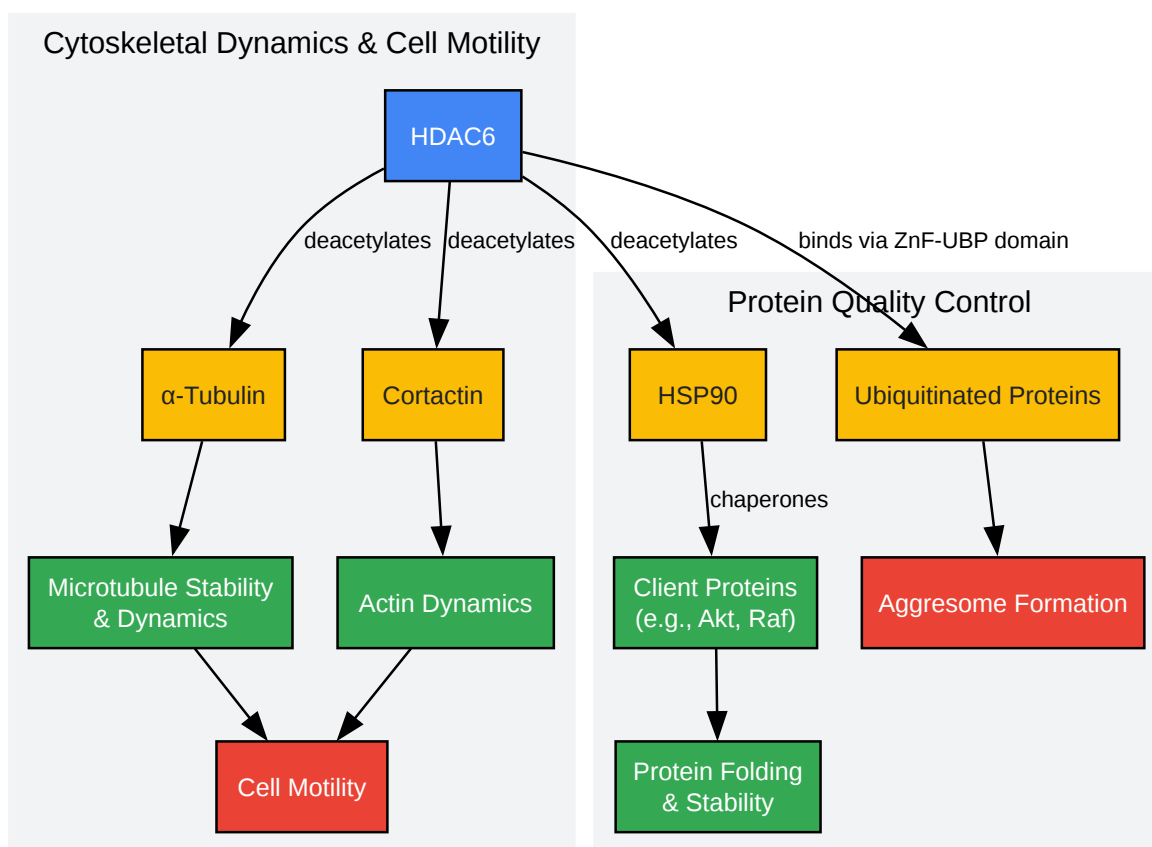 Cytoskeletal Dynamics & Cell Motility
HDAC6
deacetylates
deacetylates
deacetylates
binds via ZnF-UBP domain
Protein Quality Control
α-Tubulin
Cortactin
HSP90
Ubiquitinated Proteins
chaperones
Microtubule Stability
& Dynamics
Actin Dynamics
Client Proteins
(e.g., Akt, Raf)
Aggresome Formation
Cell Motility
Protein Folding
& Stability